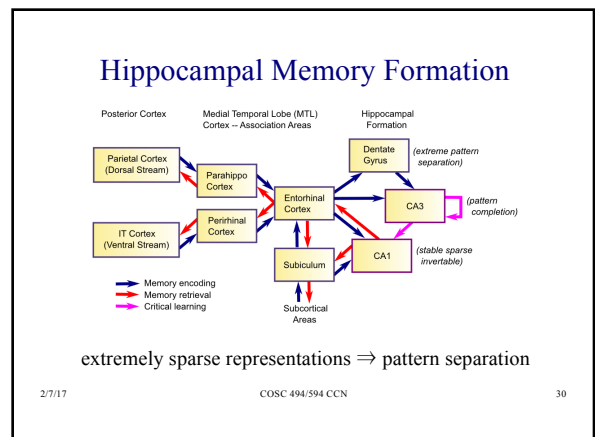 Hippocampal Memory Formation
Posterior Cortex
Medial Temporal Lobe (MTL)
Cortex -- Association Areas
Hippocampal
Formation
Parietal Cortex
(Dorsal Stream)
IT Cortex
(Ventral Stream)
Parahippo
Cortex
Perirhinal
Cortex
Entorhinal
Cortex
Subiculum
Dentate
Gyrus
(extreme pattern
separation)
CA3
(pattern
completion)
CA1
(stable sparse
invertable)
Memory encoding
Memory retrieval
Critical learning
Subcortical
Areas
extremely sparse representations ⇒ pattern separation
2/7/17
COSC 494/594 CCN
30